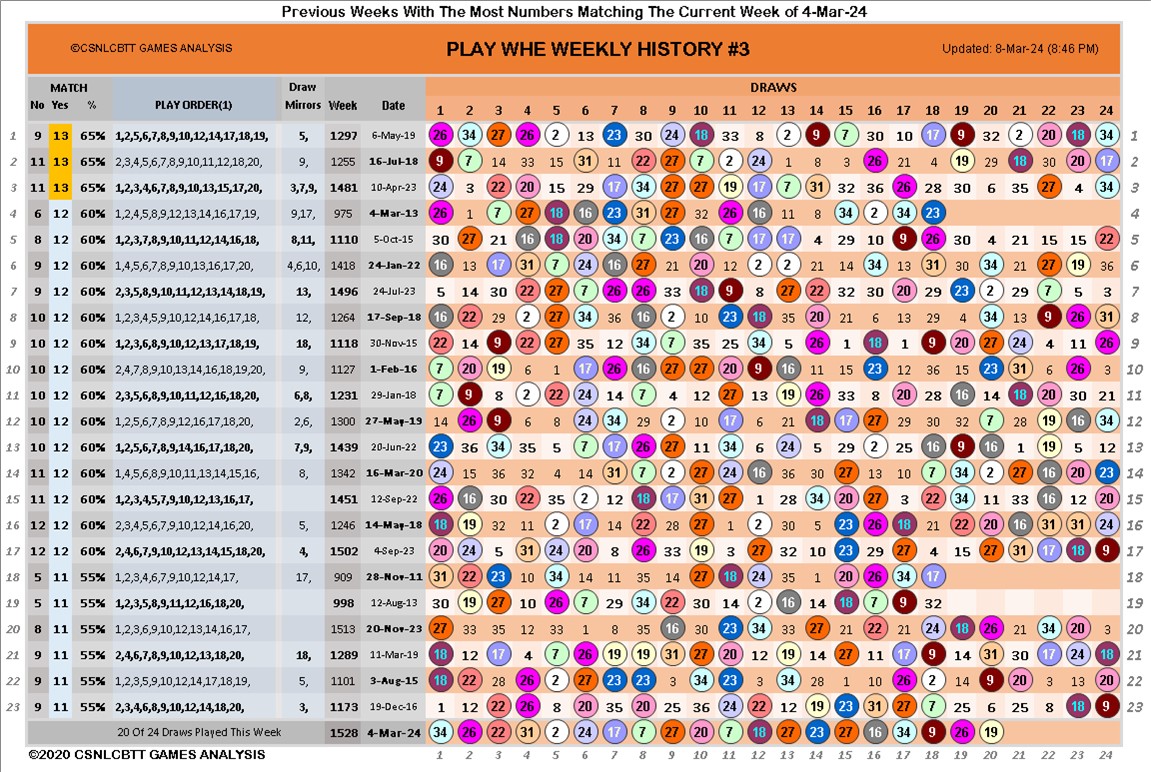 Previous Weeks With The Most Numbers Matching The Current Week of 4-Mar-24
©CSNLCBTT GAMES ANALYSIS PLAY WHE WEEKLY HISTORY #3 Updated: 8-Mar-24 (8:46 PM)
MATCH Draw DRAWS
No Yes % PLAY ORDER(1) Mirrors Week Date 1 2 3 4 5 6 7 8 9 10 11 12 13 14 15 16 17 18 19 20 21 22 23 24
1 9 13 65% 1,2,5,6,7,8,9,10,12,14,17,18,19, 5, 1297 6-May-19 26 34 27 26 2 13 23 30 24 18 33 8 2 9 7 30 10 17 9 32 2 20 18 34 1
2 11 13 65% 2,3,4,5,6,7,8,9,10,11,12,18,20, 9, 1255 16-Jul-18 9 7 14 33 15 31 11 22 27 7 2 24 1 8 3 26 21 4 19 29 18 30 20 17 2
3 11 13 65% 1,2,3,4,6,7,8,9,10,13,15,17,20, 3,7,9, 1481 10-Apr-23 24 3 22 20 15 29 17 34 27 27 19 17 7 31 32 36 26 28 30 6 35 27 4 34 3
4 6 12 60% 1,2,4,5,8,9,12,13,14,16,17,19, 9,17, 975 4-Mar-13 26 1 7 27 18 16 23 31 27 32 26 16 11 8 34 2 34 23 4
5 8 12 60% 1,2,3,7,8,9,10,11,12,14,16,18, 8,11, 1110 5-Oct-15 30 27 21 16 18 20 34 7 23 16 7 17 17 4 29 10 9 26 30 4 21 15 15 22 5
6 9 12 60% 1,4,5,6,7,8,9,10,13,16,17,20, 4,6,10, 1418 24-Jan-22 16 13 17 31 7 24 16 27 21 20 12 2 2 21 14 34 13 31 30 34 21 27 19 36 6
7 9 12 60% 2,3,5,8,9,10,11,12,13,14,18,19, 13, 1496 24-Jul-23 5 14 30 22 27 7 26 26 33 18 9 8 27 22 32 30 20 29 23 2 29 7 5 3 7
8 10 12 60% 1,2,3,4,5,9,10,12,14,16,17,18, 12, 1264 17-Sep-18 16 22 29 2 27 34 36 16 2 11 23 18 35 20 21 6 13 29 4 34 13 9 26 31 8
9 10 12 60% 1,2,3,6,8,9,10,12,13,17,18,19, 18, 1118 30-Nov-15 22 14 9 22 27 35 12 34 7 35 25 34 5 26 1 18 1 9 20 27 24 4 11 26 9
10 10 12 60% 2,4,7,8,9,10,13,14,16,18,19,20, 9, 1127 1-Feb-16 7 20 19 6 1 17 26 16 27 27 20 9 16 11 15 23 12 36 15 23 31 6 26 3 10
11 10 12 60% 2,3,5,6,8,9,10,11,12,16,18,20, 6,8, 1231 29-Jan-18 7 9 8 2 22 24 14 7 4 12 27 13 19 26 33 8 20 28 16 14 18 20 30 21 11
12 10 12 60% 1,2,5,6,7,8,9,12,16,17,18,20, 2,6, 1300 27-May-19 14 26 9 6 8 24 34 29 2 10 17 6 21 18 17 27 29 30 32 7 28 19 16 34 12
13 10 12 60% 1,2,5,6,7,8,9,14,16,17,18,20, 7,9, 1439 20-Jun-22 23 36 34 35 5 7 17 26 27 11 34 6 24 5 29 2 25 16 9 16 1 19 5 12 13
14 11 12 60% 1,4,5,6,8,9,10,11,13,14,15,16, 8, 1342 16-Mar-20 24 15 36 32 4 14 31 7 2 27 24 16 36 30 27 13 10 7 34 2 27 16 20 23 14
15 11 12 60% 1,2,3,4,5,7,9,10,12,13,16,17, 1451 12-Sep-22 26 16 30 22 35 2 12 18 17 31 27 1 28 34 20 27 3 22 34 11 33 16 12 20 15
16 12 12 60% 2,3,4,5,6,7,9,10,12,14,16,20, 5, 1246 14-May-18 18 19 32 11 2 17 14 22 28 27 1 2 30 5 23 26 18 21 22 20 16 31 31 24 16
17 12 12 60% 2,4,6,7,9,10,12,13,14,15,18,20, 4, 1502 4-Sep-23 20 24 5 31 24 20 8 26 33 19 3 27 32 10 23 29 27 4 15 27 31 17 18 9 17
18 5 11 55% 1,2,3,4,6,7,9,10,12,14,17, 17, 909 28-Nov-11 31 22 23 10 34 14 11 35 14 27 18 24 35 1 20 26 34 17 18
19 5 11 55% 1,2,3,5,8,9,11,12,16,18,20, 998 12-Aug-13 30 19 27 10 26 7 29 34 22 30 14 2 16 14 18 7 9 32 19
20 8 11 55% 1,2,3,6,9,10,12,13,14,16,17, 1513 20-Nov-23 27 33 35 12 33 1 8 35 16 30 23 34 33 27 21 22 21 24 18 26 21 34 20 3 20
21 9 11 55% 2,4,6,7,8,9,10,12,13,18,20, 18, 1289 11-Mar-19 18 12 17 4 7 26 19 19 31 27 20 12 19 14 27 11 17 9 14 31 30 17 24 18 21
22 9 11 55% 1,2,3,5,9,10,12,14,17,18,19, 5, 1101 3-Aug-15 18 22 28 26 2 27 23 23 3 34 23 3 34 28 1 10 26 2 14 9 20 3 13 20 22
23 9 11 55% 2,3,4,6,8,9,10,12,14,18,20, 3, 1173 19-Dec-16 1 12 22 26 8 20 35 20 25 36 24 22 12 19 23 31 27 7 25 6 25 8 18 9 23
20 Of 24 Draws Played This Week 1528 4-Mar-24 34 26 22 31 2 24 17 7 27 20 7 18 27 23 27 16 34 9 26 19
©2020 CSNLCBTT GAMES ANALYSIS 1 2 3 4 5 6 7 8 9 10 11 12 13 14 15 16 17 18 19 20 21 22 23 24